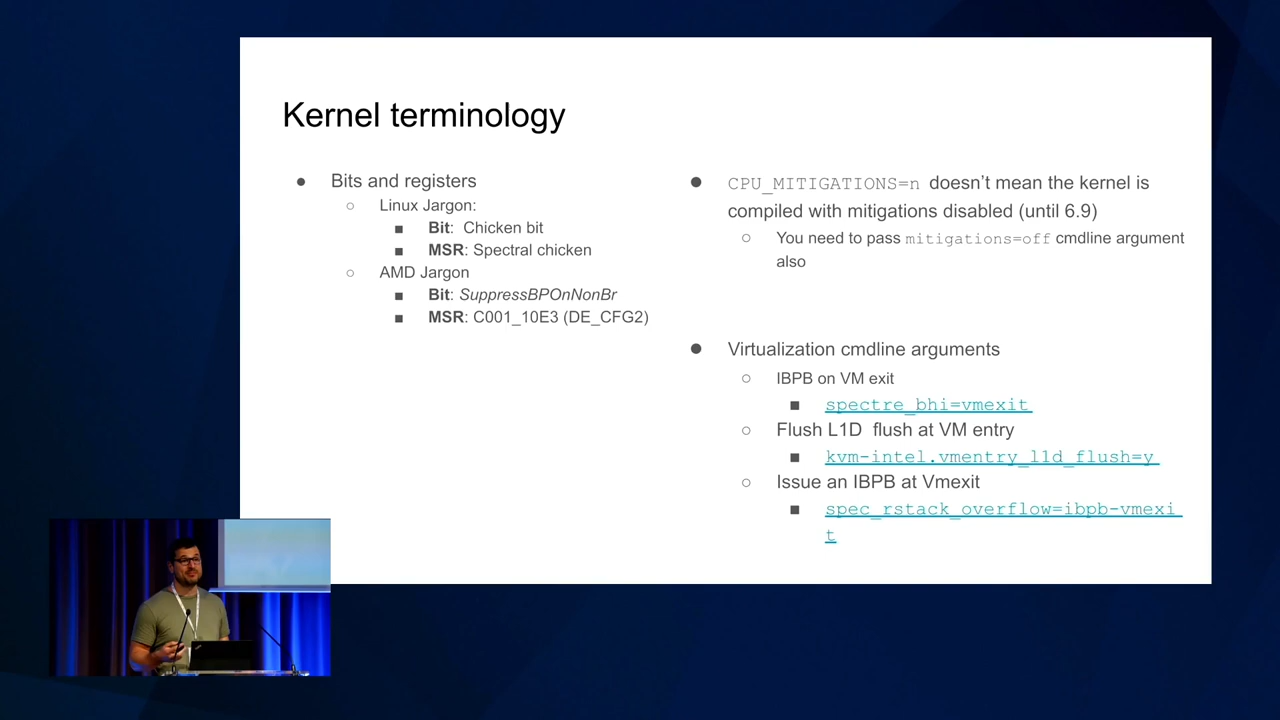 Kernel terminology
Bits and registers
Linux Jargon:
Bit: Chicken bit
MSR: Spectral chicken
AMD Jargon
Bit: SuppressBPOnNonBr
MSR: C001_10E3 (DE_CFG2)
CPU_MITIGATIONS=n doesn’t mean the kernel is
compiled with mitigations disabled (until 6.9)
You need to pass mitigations=off cmdline argument
also
Virtualization cmdline arguments
IBPB on VM exit
spectre_bhi=vmexit
Flush L1D flush at VM entry
kvm-intel.vmentry_l1d_flush=y
Issue an IBPB at Vmexit
spec_rstack_overflow=ibpb-vmexi
t